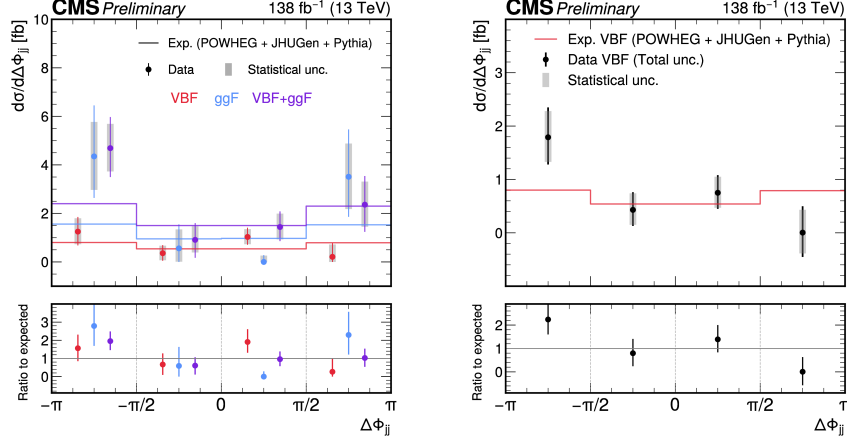 CMS Preliminary 138 fb⁻¹ (13 TeV)
dσ/dΔΦjj [fb]
10
8
6
4
2
0
Exp. (POWHEG + JHUGen + Pythia)
Data Statistical unc.
VBF ggF VBF+ggF
Ratio to expected
3
2
1
0
−π −π/2 0 π/2 π
ΔΦjj
CMS Preliminary 138 fb⁻¹ (13 TeV)
dσ/dΔΦjj [fb]
3
2
1
0
Exp. VBF (POWHEG + JHUGen + Pythia)
Data VBF (Total unc.)
Statistical unc.
Ratio to expected
2
1
0
−π −π/2 0 π/2 π
ΔΦjj